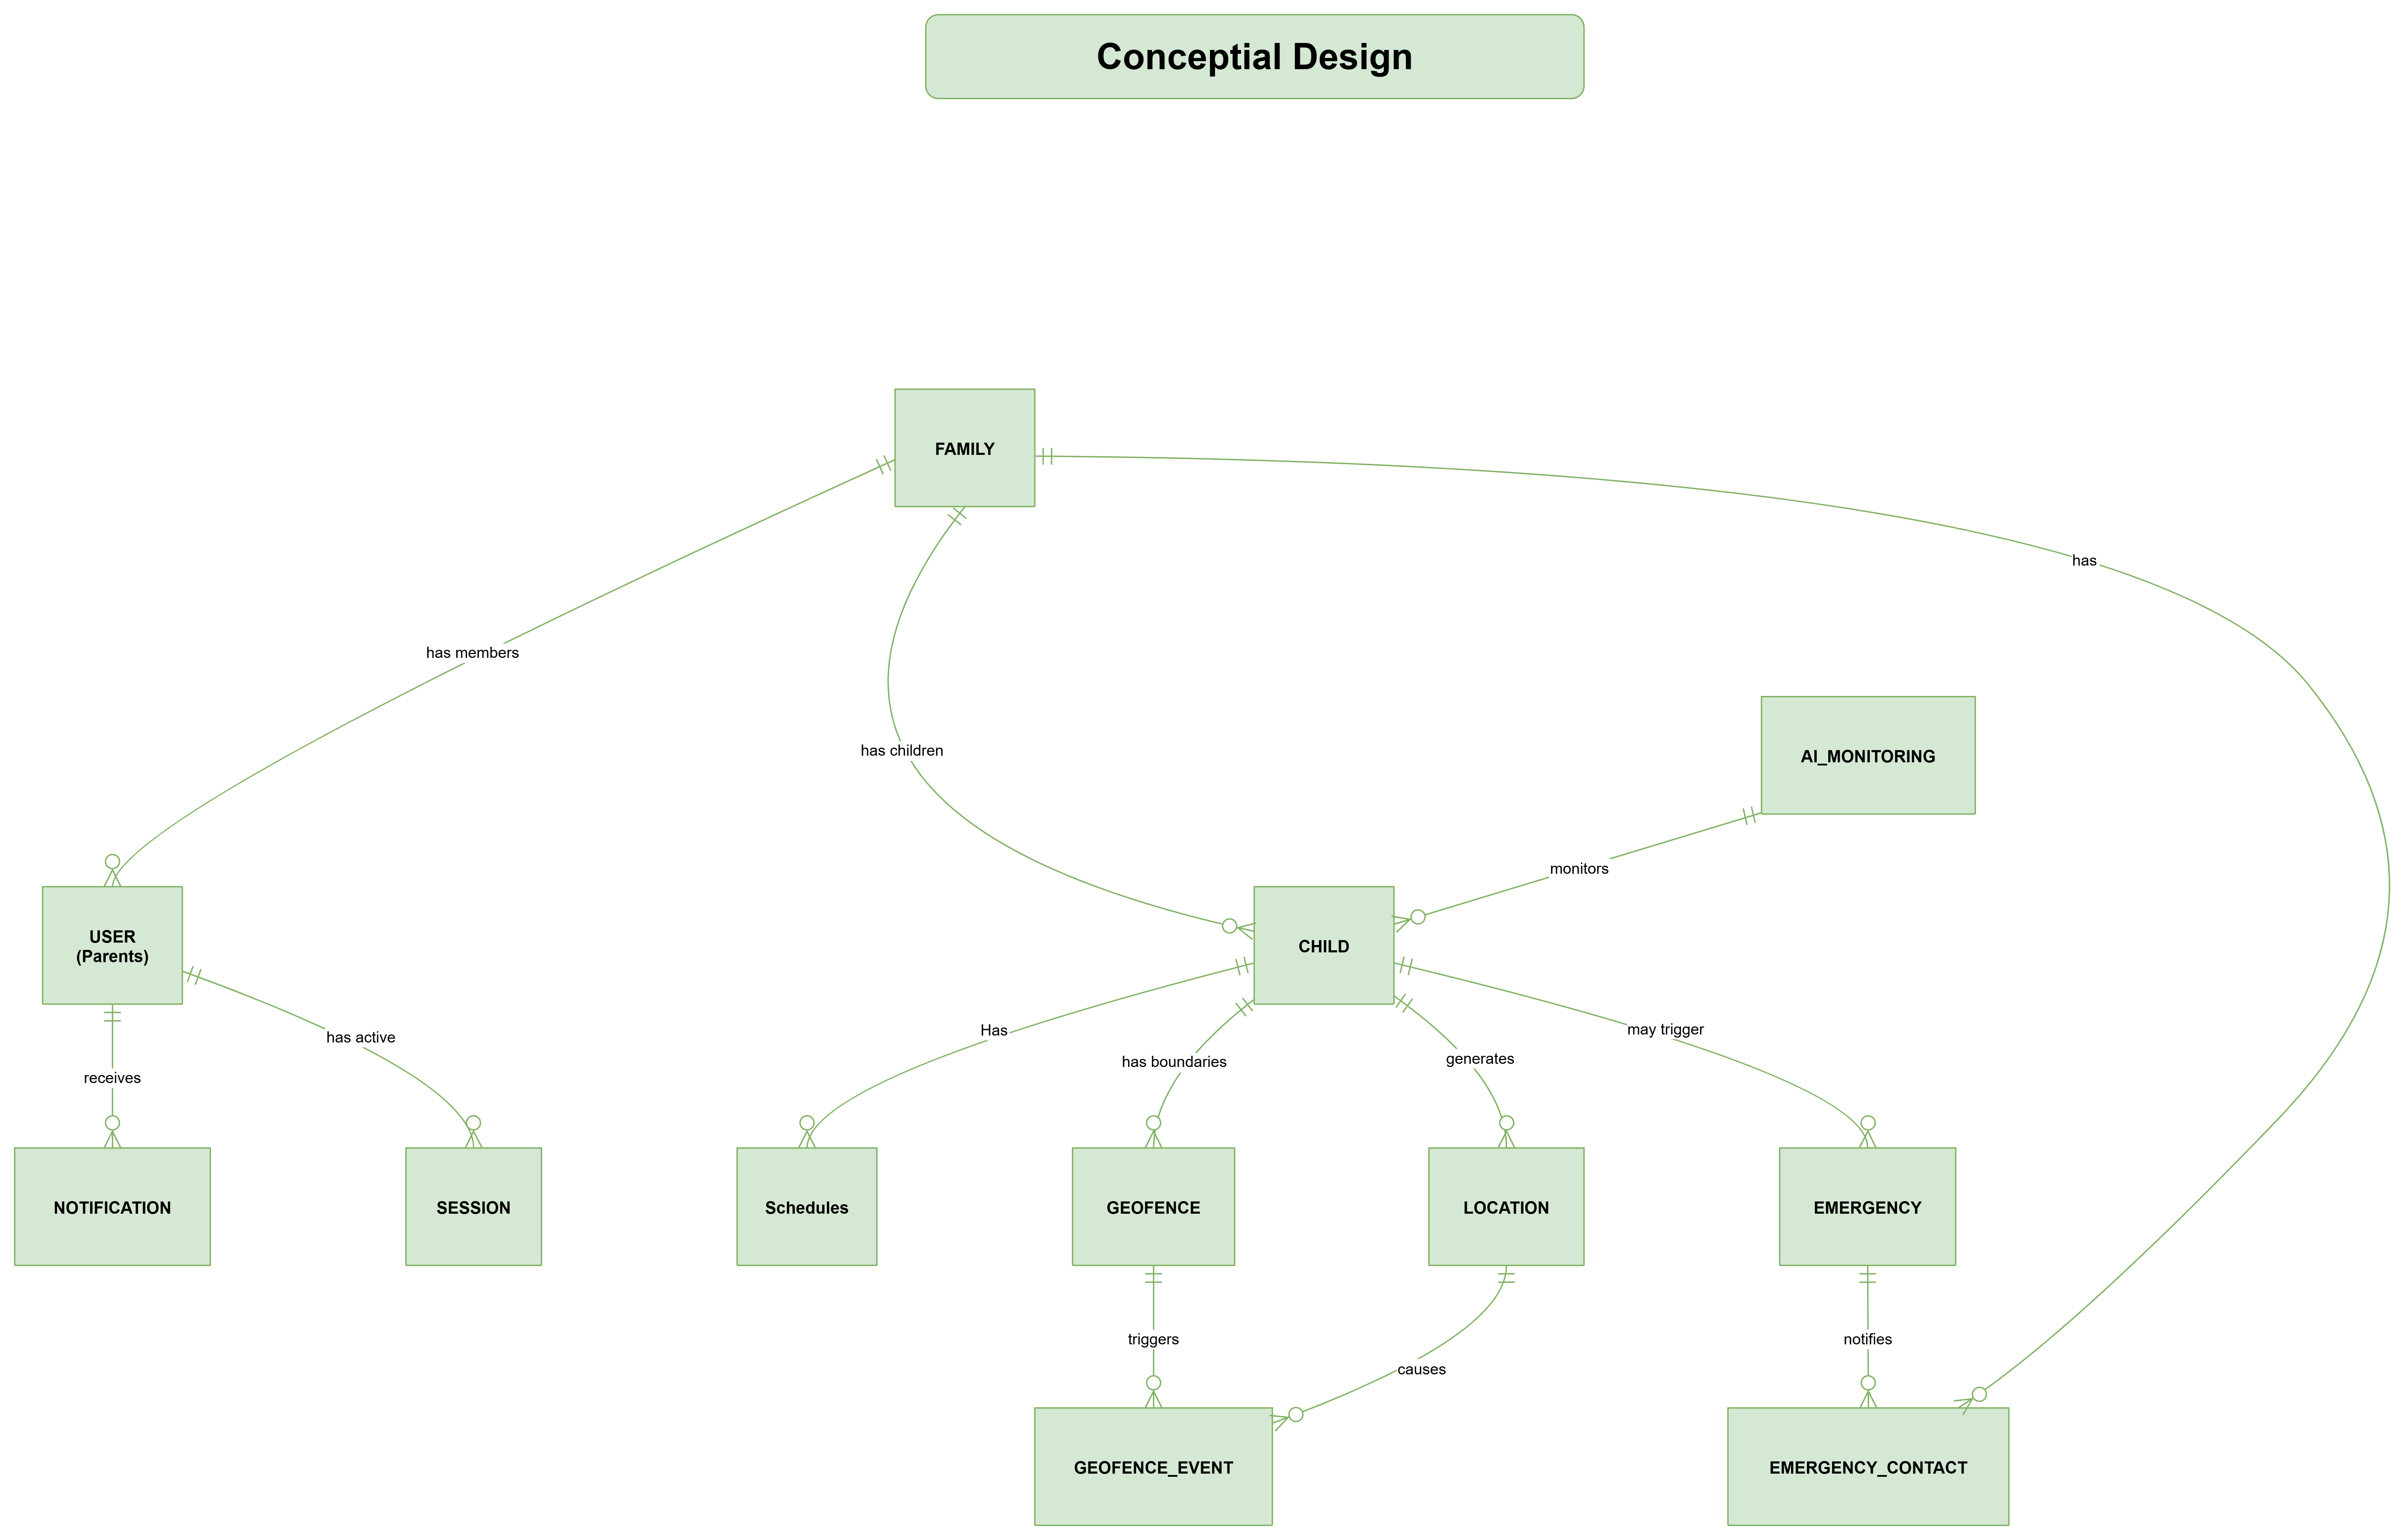 Conceptial Design
FAMILY
has
has members
has children
AI_MONITORING
monitors
USER
(Parents)
CHILD
has active
Has
has boundaries
generates
may trigger
receives
NOTIFICATION
SESSION
Schedules
GEOFENCE
LOCATION
EMERGENCY
triggers
causes
notifies
GEOFENCE_EVENT
EMERGENCY_CONTACT